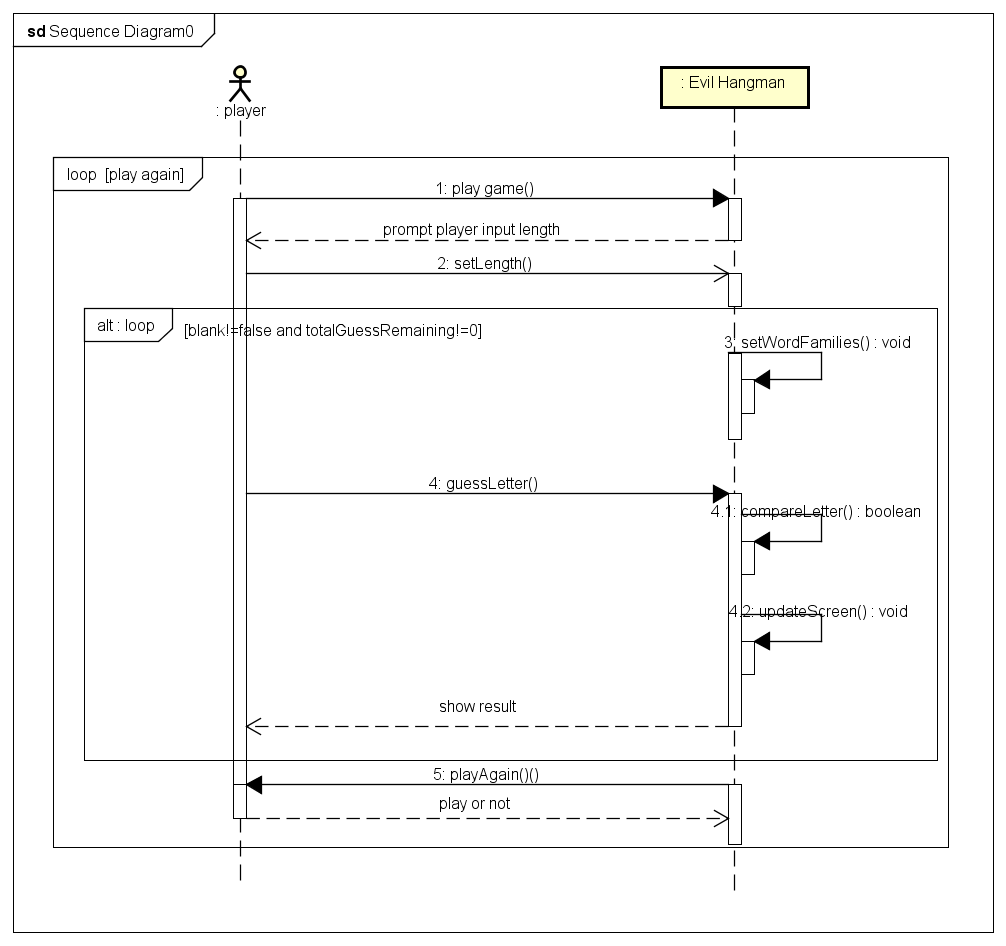 sd Sequence Diagram0
: player
: Evil Hangman
loop [play again]
1: play game()
prompt player input length
2: setLength()
alt : loop
[blank!=false and totalGuessRemaining!=0]
3: setWordFamilies() : void
4: guessLetter()
4.1: compareLetter() : boolean
4.2: updateScreen() : void
show result
5: playAgain()()
play or not